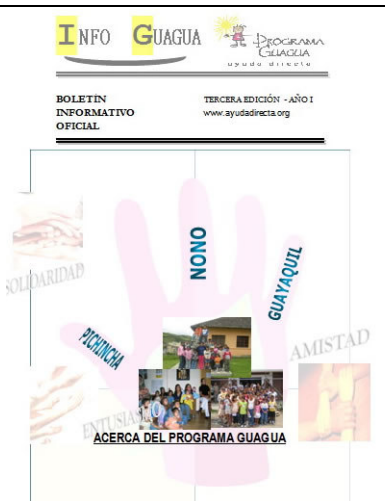 INFO GUAGUA
PROGRAMA
GUAGUA
ayuda directa
BOLETÍN
INFORMATIVO
OFICIAL
TERCERA EDICIÓN - AÑO I
www.ayudadirecta.org
NONO
GUAYAQUIL
SOLIDARIDAD
PICHINCHA
AMISTAD
ENTUSIAS
ACERCA DEL PROGRAMA GUAGUA